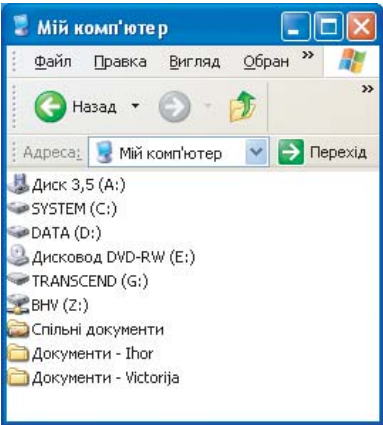 Мій комп'ютер
Файл Правка Вигляд Обран »
Назад »
Адреса: Мій комп'ютер Перехід
Диск 3,5 (A:)
SYSTEM (C:)
DATA (D:)
Дисковод DVD-RW (E:)
TRANSCEND (G:)
BHV (Z:)
Спільні документи
Документи - Ihor
Документи - Victorija